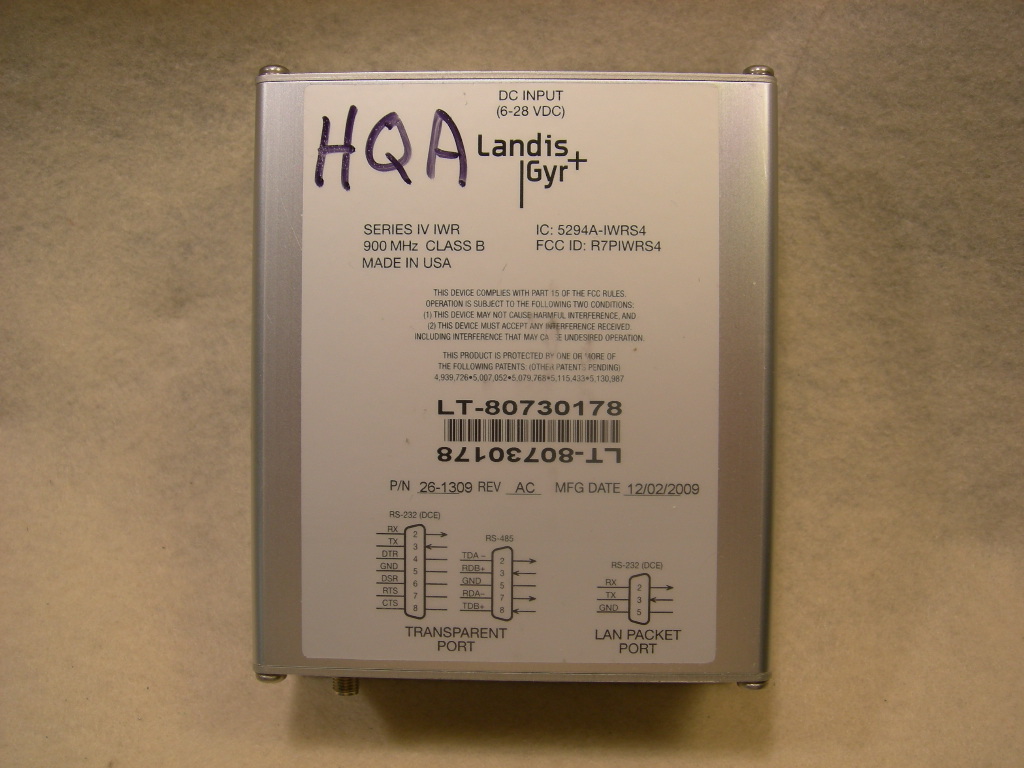 DC INPUT
(6-28 VDC)
HQA
Landis
Gyr+
SERIES IV IWR
900 MHz CLASS B
MADE IN USA
IC: 5294A-IWRS4
FCC ID: R7PIWRS4
THIS DEVICE COMPLIES WITH PART 15 OF THE FCC RULES.
OPERATION IS SUBJECT TO THE FOLLOWING TWO CONDITIONS:
(1) THIS DEVICE MAY NOT CAUSE HARMFUL INTERFERENCE, AND
(2) THIS DEVICE MUST ACCEPT ANY INTERFERENCE RECEIVED.
INCLUDING INTERFERENCE THAT MAY CAUSE UNDESIRED OPERATION.
THIS PRODUCT IS PROTECTED BY ONE OR MORE OF
THE FOLLOWING PATENTS: (OTHER PATENTS PENDING)
4,939,726•5,007,052•5,079,768•5,115,433•5,130,987
LT-80730178
LT-80730178
P/N 26-1309 REV AC MFG DATE 12/02/2009
RS-232 (DCE)
RX 2
TX 3
DTR 4
GND 5
DSR 6
RTS 7
CTS 8
RS-485
TDA - 2
RDB+ 3
GND 5
RDA- 7
TDB+ 8
TRANSPARENT
PORT
RS-232 (DCE)
RX 2
TX 3
GND 5
LAN PACKET
PORT